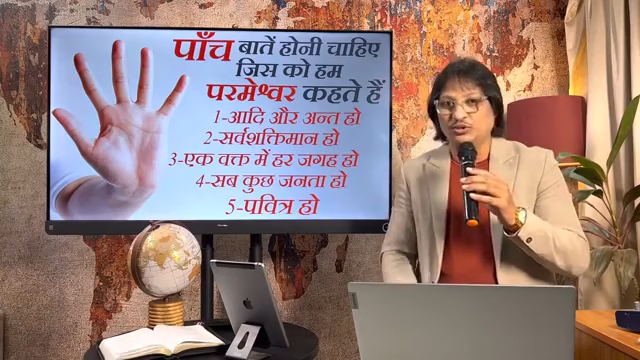 पाँच बातें होनी चाहिए
जिस को हम
परमेश्वर कहते हैं
1-आदि और अन्त हो
2-सर्वशक्तिमान हो
3-एक वक्त में हर जगह हो
4-सब कुछ जनता हो
5-पवित्र हो